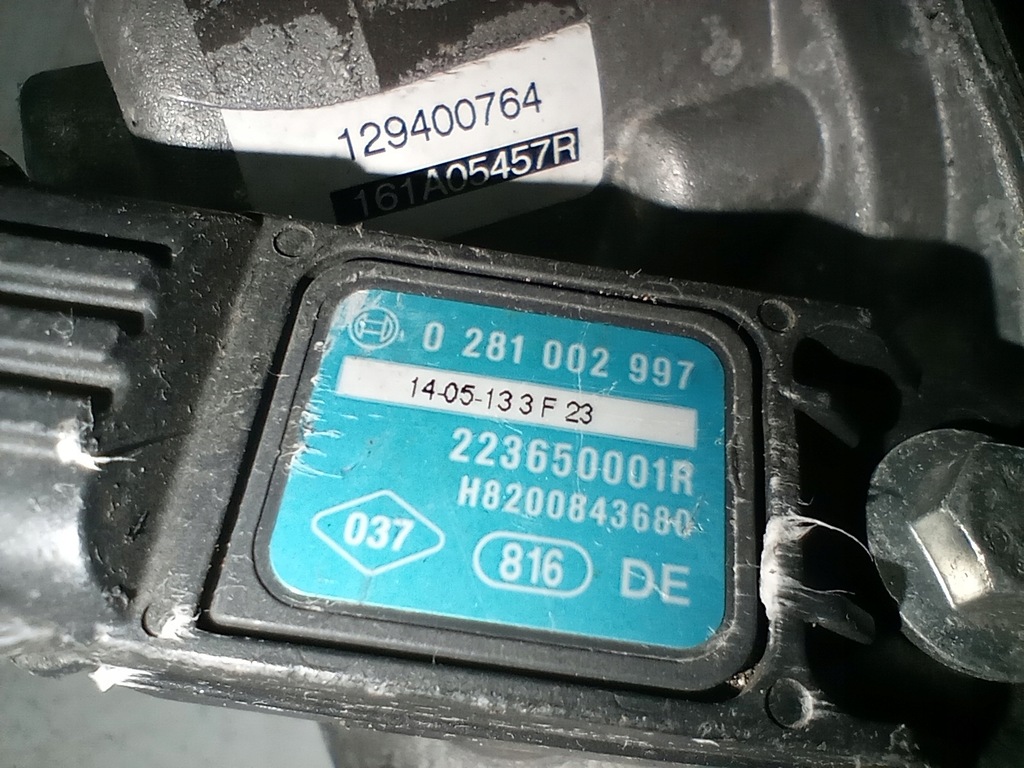 129400764
161A05457R
0 281 002 997
14-05-13 3 F 23
223650001R
H8200843680
037
816
DE